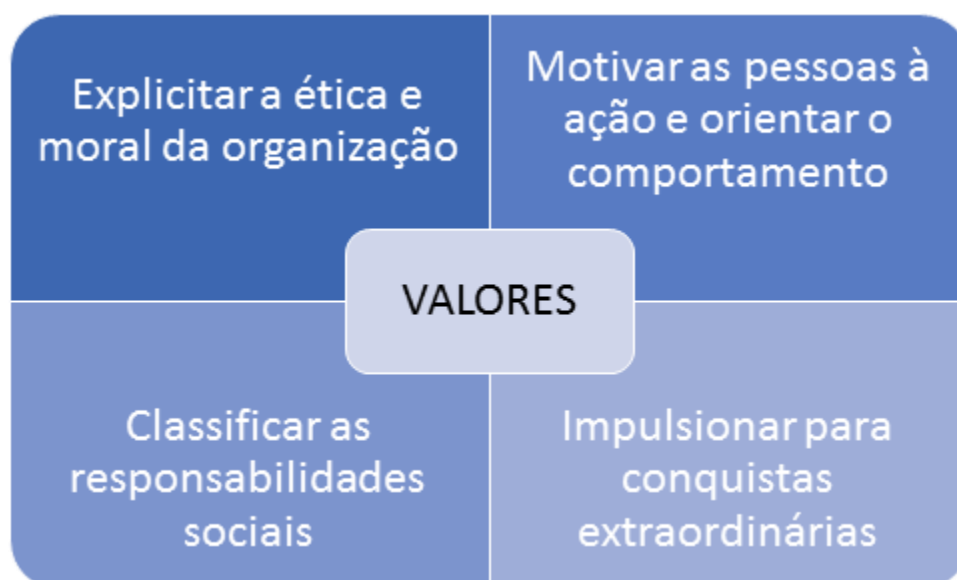 Explicitar a ética e
moral da organização
Motivar as pessoas à
ação e orientar o
comportamento
VALORES
Classificar as
responsabilidades
sociais
Impulsionar para
conquistas
extraordinárias